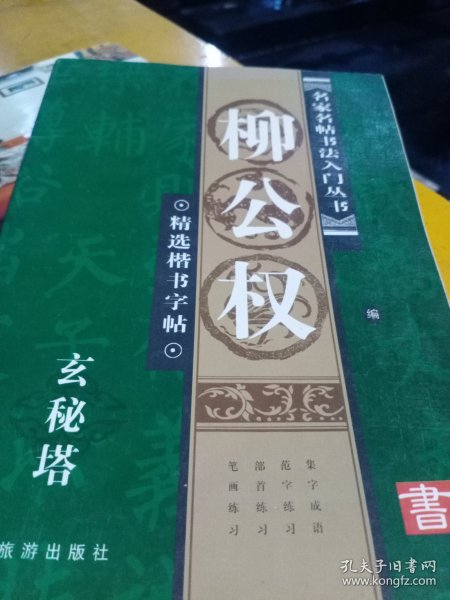 名家名帖书法入门丛书
柳公权
精选楷书字帖
玄秘塔
编
集字成语
范字练习
部首练习
笔画练习
書
旅游出版社
孔夫子旧书网
www.kongfz.com